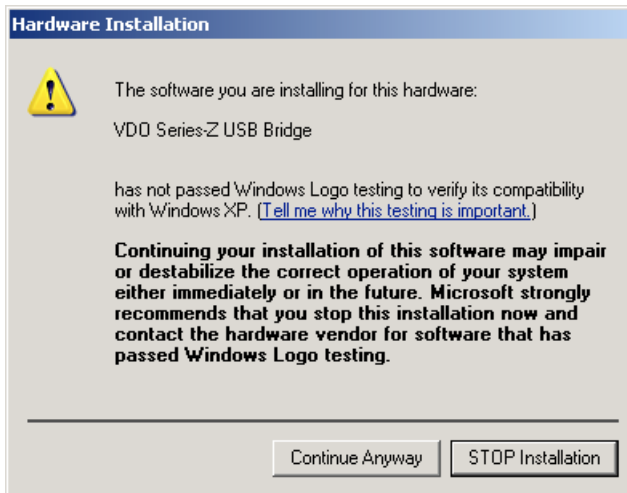 Hardware Installation
The software you are installing for this hardware:
VDO Series-Z USB Bridge
has not passed Windows Logo testing to verify its compatibility
with Windows XP. (Tell me why this testing is important.)
Continuing your installation of this software may impair
or destabilize the correct operation of your system
either immediately or in the future. Microsoft strongly
recommends that you stop this installation now and
contact the hardware vendor for software that has
passed Windows Logo testing.
Continue Anyway
STOP Installation